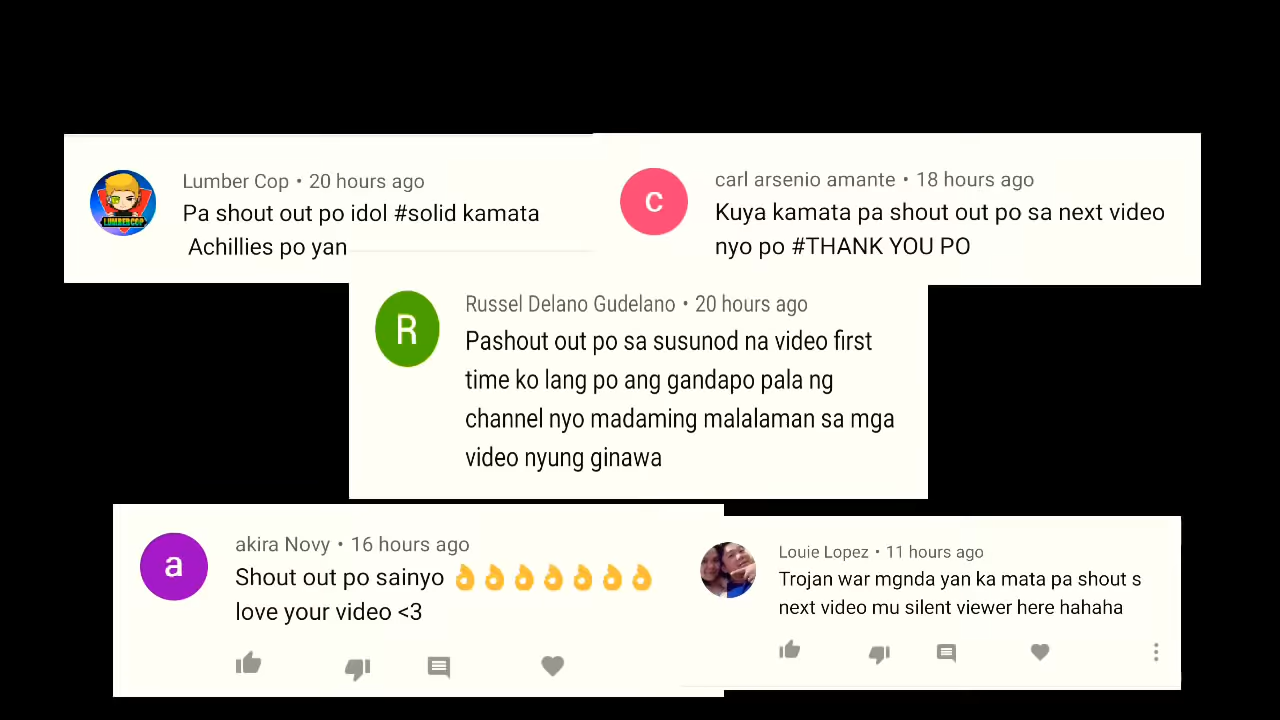 Lumber Cop • 20 hours ago
Pa shout out po idol #solid kamata
Achillies po yan
LUMBERCOP
C
carl arsenio amante • 18 hours ago
Kuya kamata pa shout out po sa next video
nyo po #THANK YOU PO
R
Russel Delano Gudelano • 20 hours ago
Pashout out po sa susunod na video first
time ko lang po ang gandapo pala ng
channel nyo madaming malalaman sa mga
video nyung ginawa
a
akira Novy • 16 hours ago
Shout out po sainyo 👌👌👌👌👌👌👌
love your video <3
Louie Lopez • 11 hours ago
Trojan war mgnda yan ka mata pa shout s
next video mu silent viewer here hahaha